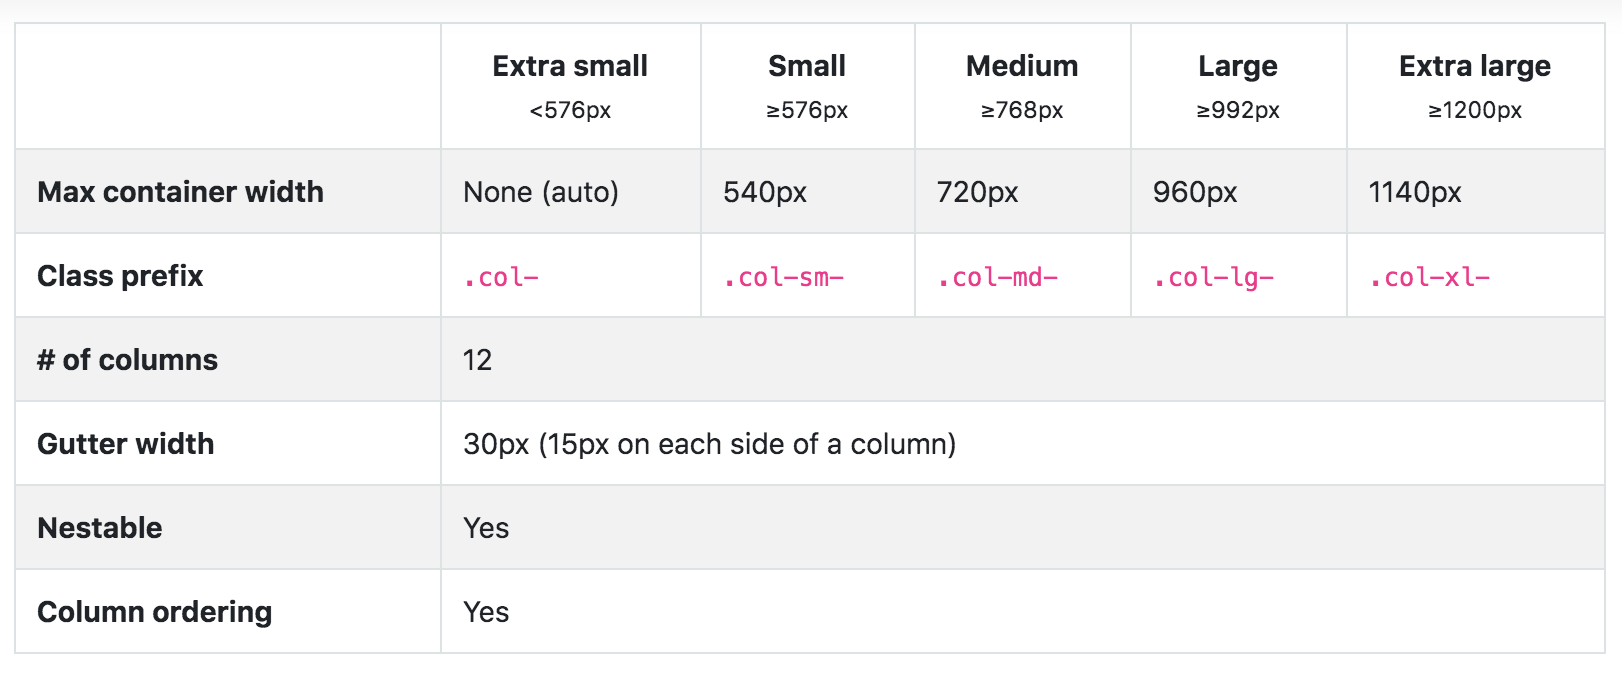 Extra small Small Medium Large Extra large
<576px ≥576px ≥768px ≥992px ≥1200px
Max container width None (auto) 540px 720px 960px 1140px
Class prefix .col- .col-sm- .col-md- .col-lg- .col-xl-
# of columns 12
Gutter width 30px (15px on each side of a column)
Nestable Yes
Column ordering Yes